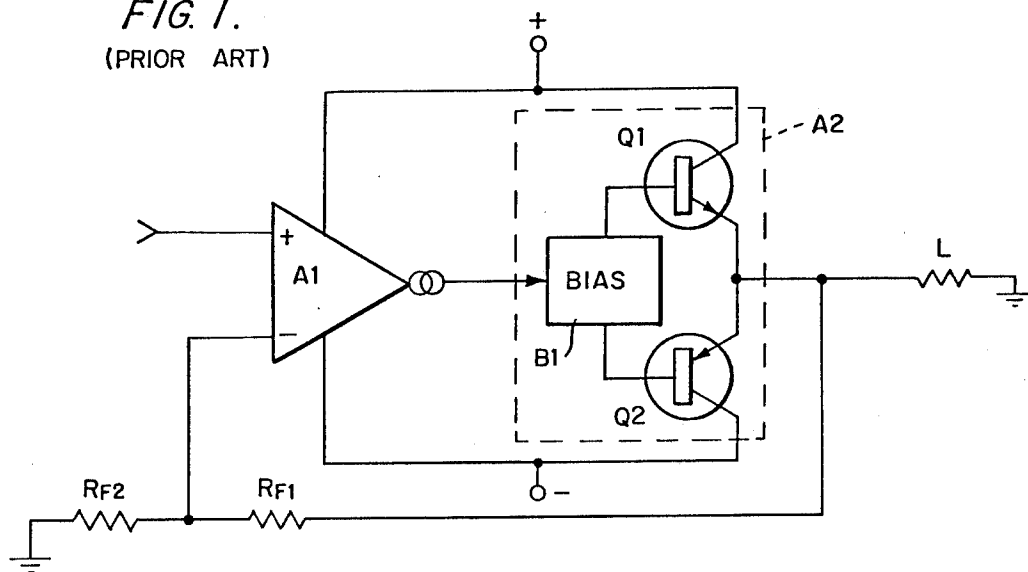 FIG. 1.
(PRIOR ART)
+
A2
Q1
+
A1
−
BIAS
B1
L
Q2
−
RF2
RF1